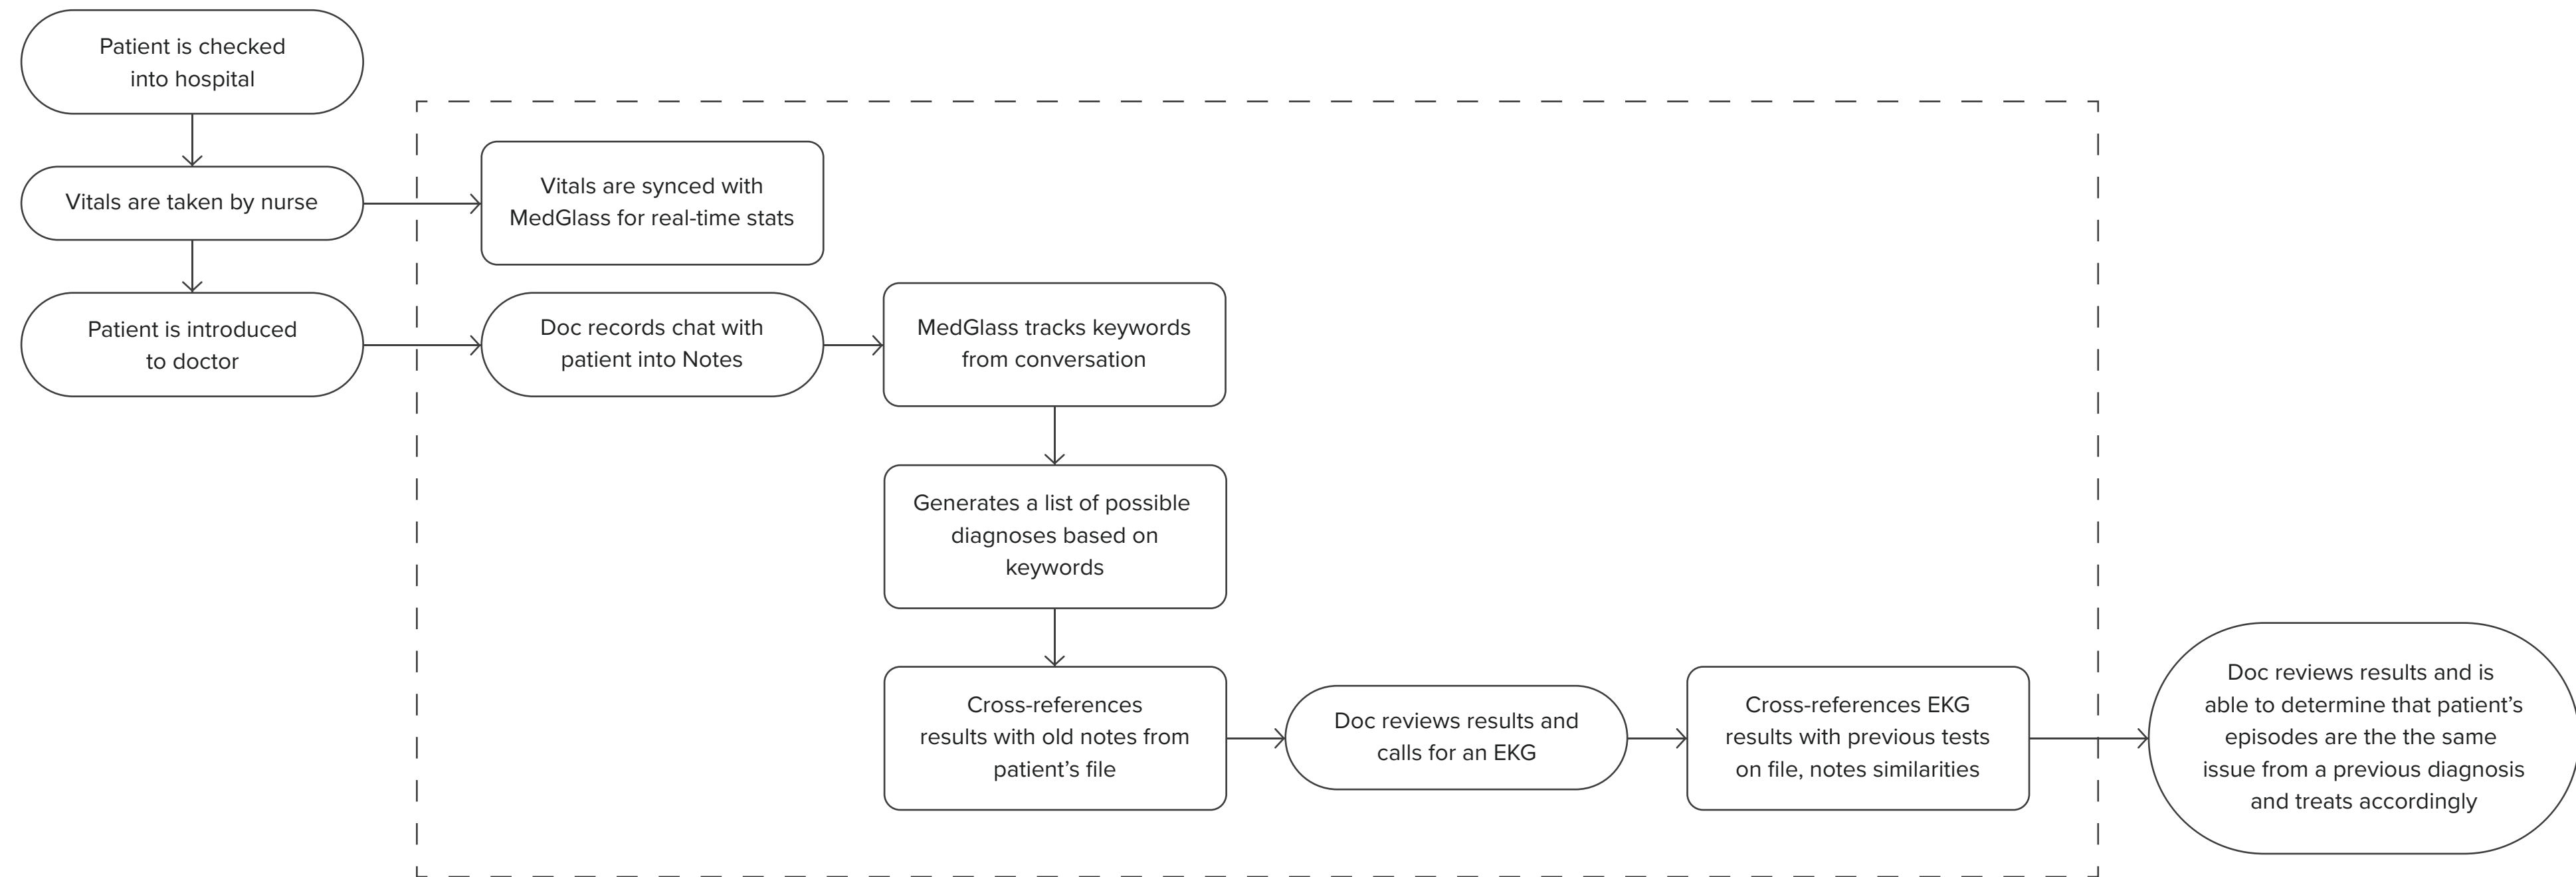 Patient is checked
into hospital
Vitals are taken by nurse
Vitals are synced with
MedGlass for real-time stats
Patient is introduced
to doctor
Doc records chat with
patient into Notes
MedGlass tracks keywords
from conversation
Generates a list of possible
diagnoses based on
keywords
Cross-references
results with old notes from
patient’s file
Doc reviews results and
calls for an EKG
Cross-references EKG
results with previous tests
on file, notes similarities
Doc reviews results and is
able to determine that patient’s
episodes are the the same
issue from a previous diagnosis
and treats accordingly